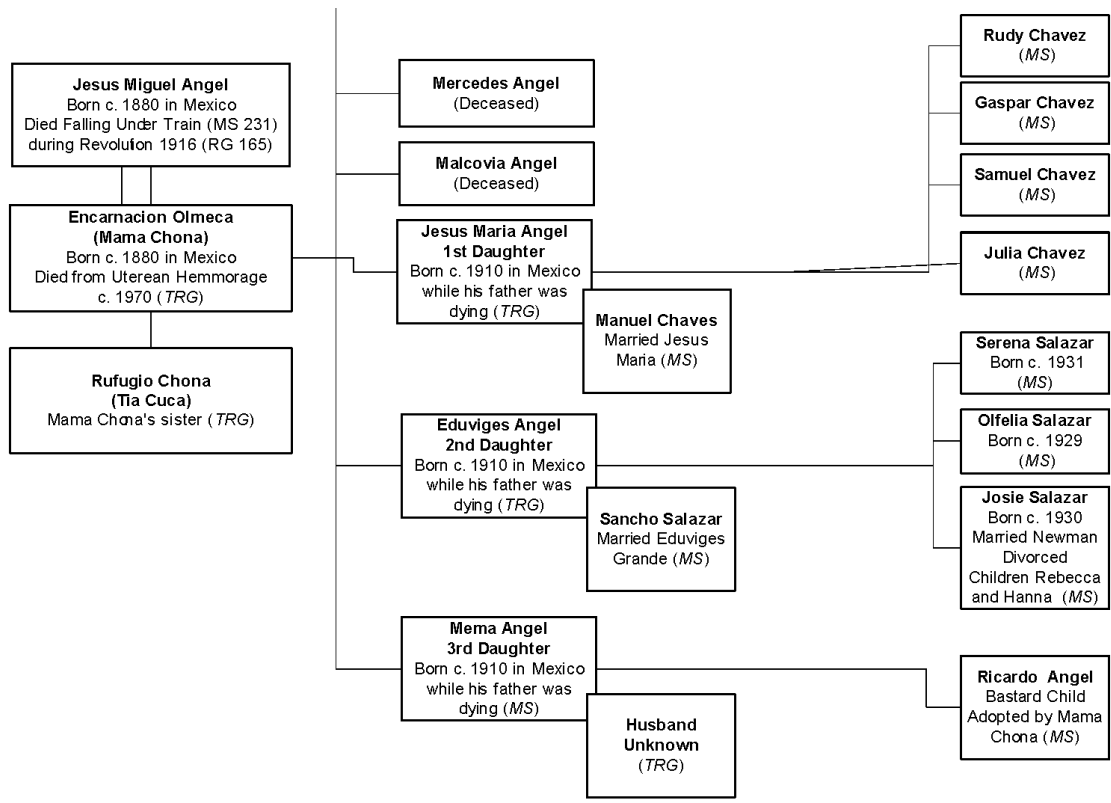 Jesus Miguel Angel
Born c. 1880 in Mexico
Died Falling Under Train (MS 231)
during Revolution 1916 (RG 165)
Encarnacion Olmeca
(Mama Chona)
Born c. 1880 in Mexico
Died from Uterean Hemmorage
c. 1970 (TRG)
Rufugio Chona
(Tia Cuca)
Mama Chona's sister (TRG)
Mercedes Angel
(Deceased)
Malcovia Angel
(Deceased)
Jesus Maria Angel
1st Daughter
Born c. 1910 in Mexico
while his father was
dying (TRG)
Manuel Chaves
Married Jesus
Maria (MS)
Eduviges Angel
2nd Daughter
Born c. 1910 in Mexico
while his father was
dying (TRG)
Sancho Salazar
Married Eduviges
Grande (MS)
Mema Angel
3rd Daughter
Born c. 1910 in Mexico
while his father was
dying (MS)
Husband
Unknown
(TRG)
Rudy Chavez
(MS)
Gaspar Chavez
(MS)
Samuel Chavez
(MS)
Julia Chavez
(MS)
Serena Salazar
Born c. 1931
(MS)
Olfelia Salazar
Born c. 1929
(MS)
Josie Salazar
Born c. 1930
Married Newman
Divorced
Children Rebecca
and Hanna (MS)
Ricardo Angel
Bastard Child
Adopted by Mama
Chona (MS)